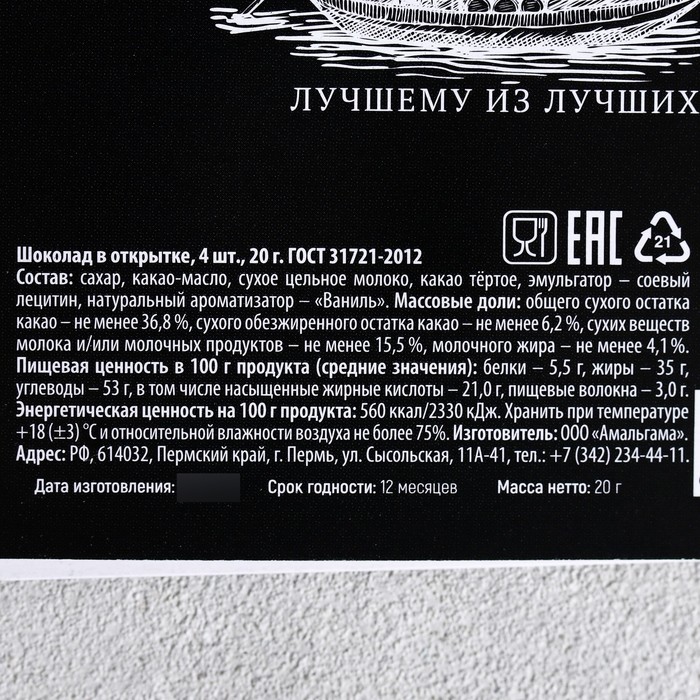 ЛУЧШЕМУ ИЗ ЛУЧШИХ
EAC
21
Шоколад в открытке, 4 шт., 20 г. ГОСТ 31721-2012
Состав: сахар, какао-масло, сухое цельное молоко, какао тёртое, эмульгатор – соевый
лецитин, натуральный ароматизатор – «Ваниль». Массовые доли: общего сухого остатка
какао – не менее 36,8 %, сухого обезжиренного остатка какао – не менее 6,2 %, сухих веществ
молока и/или молочных продуктов – не менее 15,5 %, молочного жира – не менее 4,1 %.
Пищевая ценность в 100 г продукта (средние значения): белки – 5,5 г, жиры – 35 г,
углеводы – 53 г, в том числе насыщенные жирные кислоты – 21,0 г, пищевые волокна – 3,0 г.
Энергетическая ценность на 100 г продукта: 560 ккал/2330 кДж. Хранить при температуре
+18 (±3) °С и относительной влажности воздуха не более 75%. Изготовитель: ООО «Амальгама».
Адрес: РФ, 614032, Пермский край, г. Пермь, ул. Сысольская, 11А-41, тел.: +7 (342) 234-44-11.
Дата изготовления: Срок годности: 12 месяцев Масса нетто: 20 г